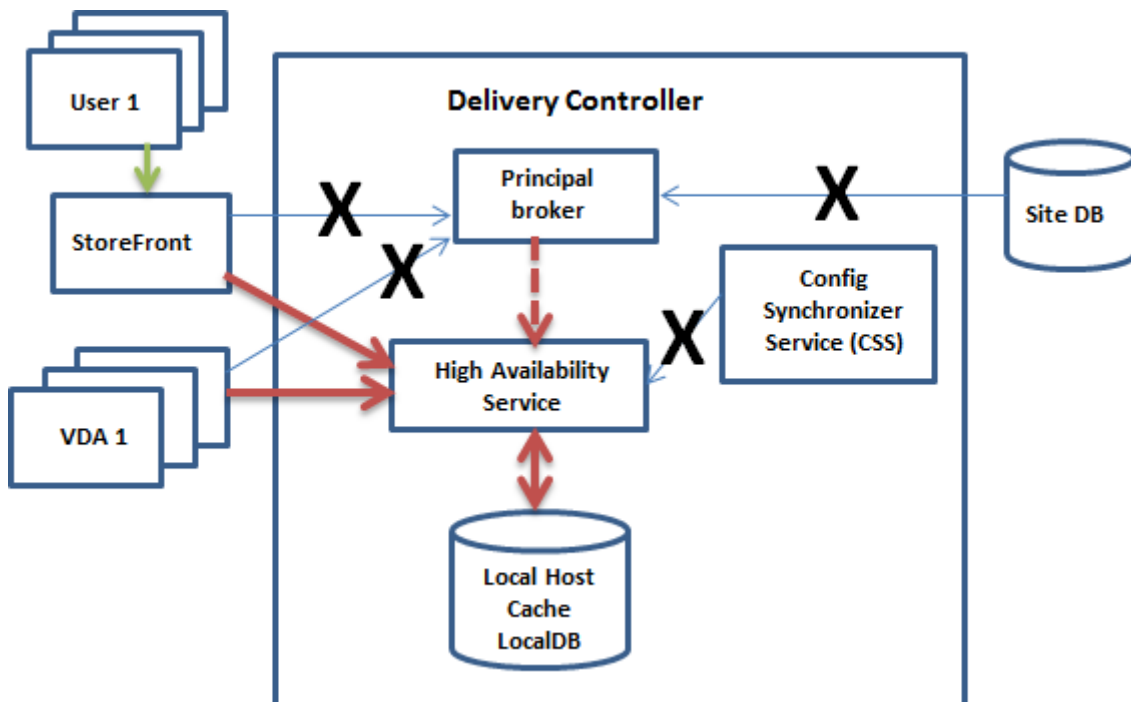 User 1
Delivery Controller
Principal
broker
X
X
StoreFront
Site DB
X
Config
Synchronizer
Service (CSS)
X
High Availability
Service
VDA 1
Local Host
Cache
LocalDB